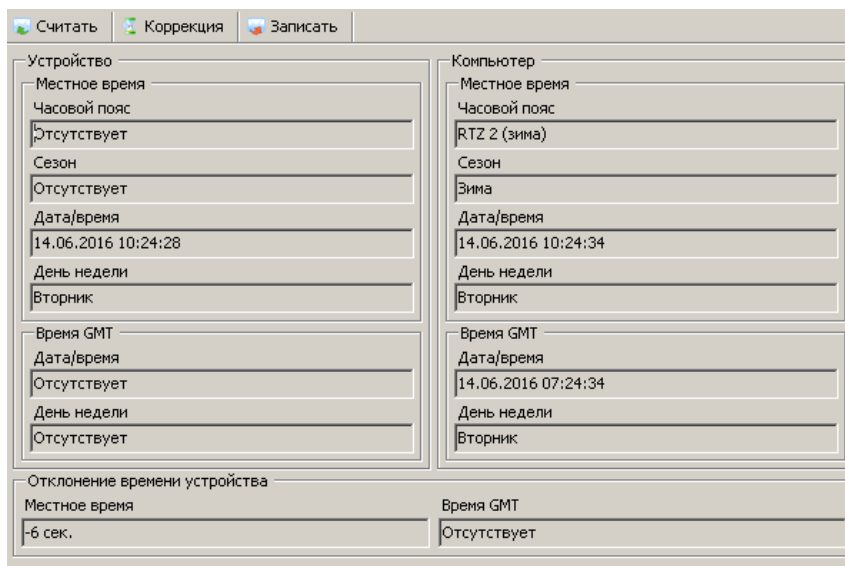 Считать Коррекция Записать
Устройство
Местное время
Часовой пояс
Отсутствует
Сезон
Отсутствует
Дата/время
14.06.2016 10:24:28
День недели
Вторник
Время GMT
Дата/время
Отсутствует
День недели
Отсутствует
Компьютер
Местное время
Часовой пояс
RTZ 2 (зима)
Сезон
Зима
Дата/время
14.06.2016 10:24:34
День недели
Вторник
Время GMT
Дата/время
14.06.2016 07:24:34
День недели
Вторник
Отклонение времени устройства
Местное время
-6 сек.
Время GMT
Отсутствует